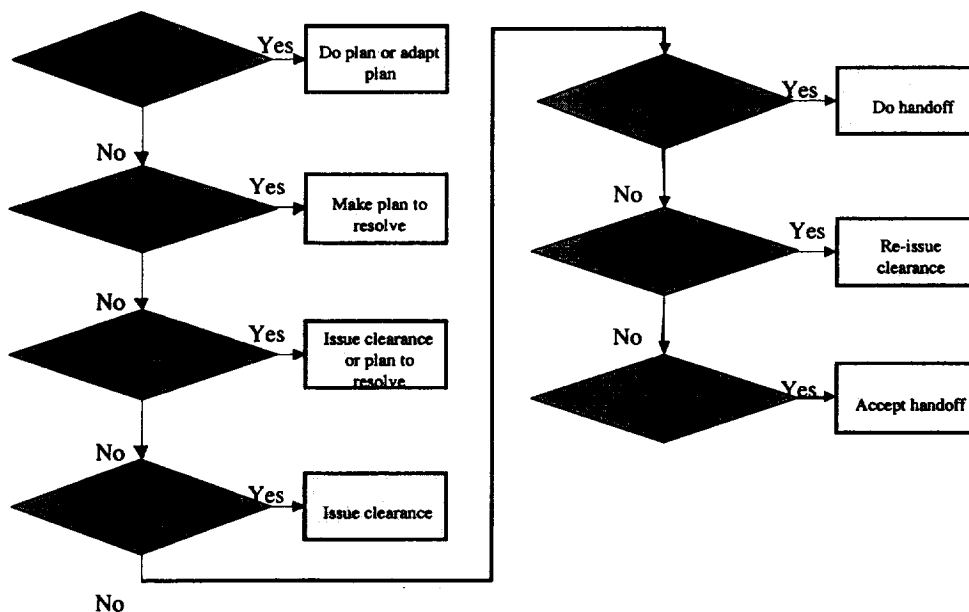 Yes
Do plan or adapt
plan
No
Yes
Make plan to
resolve
No
Yes
Issue clearance
or plan to
resolve
No
Yes
Issue clearance
No
Yes
Do handoff
No
Yes
Re-issue
clearance
No
Yes
Accept handoff